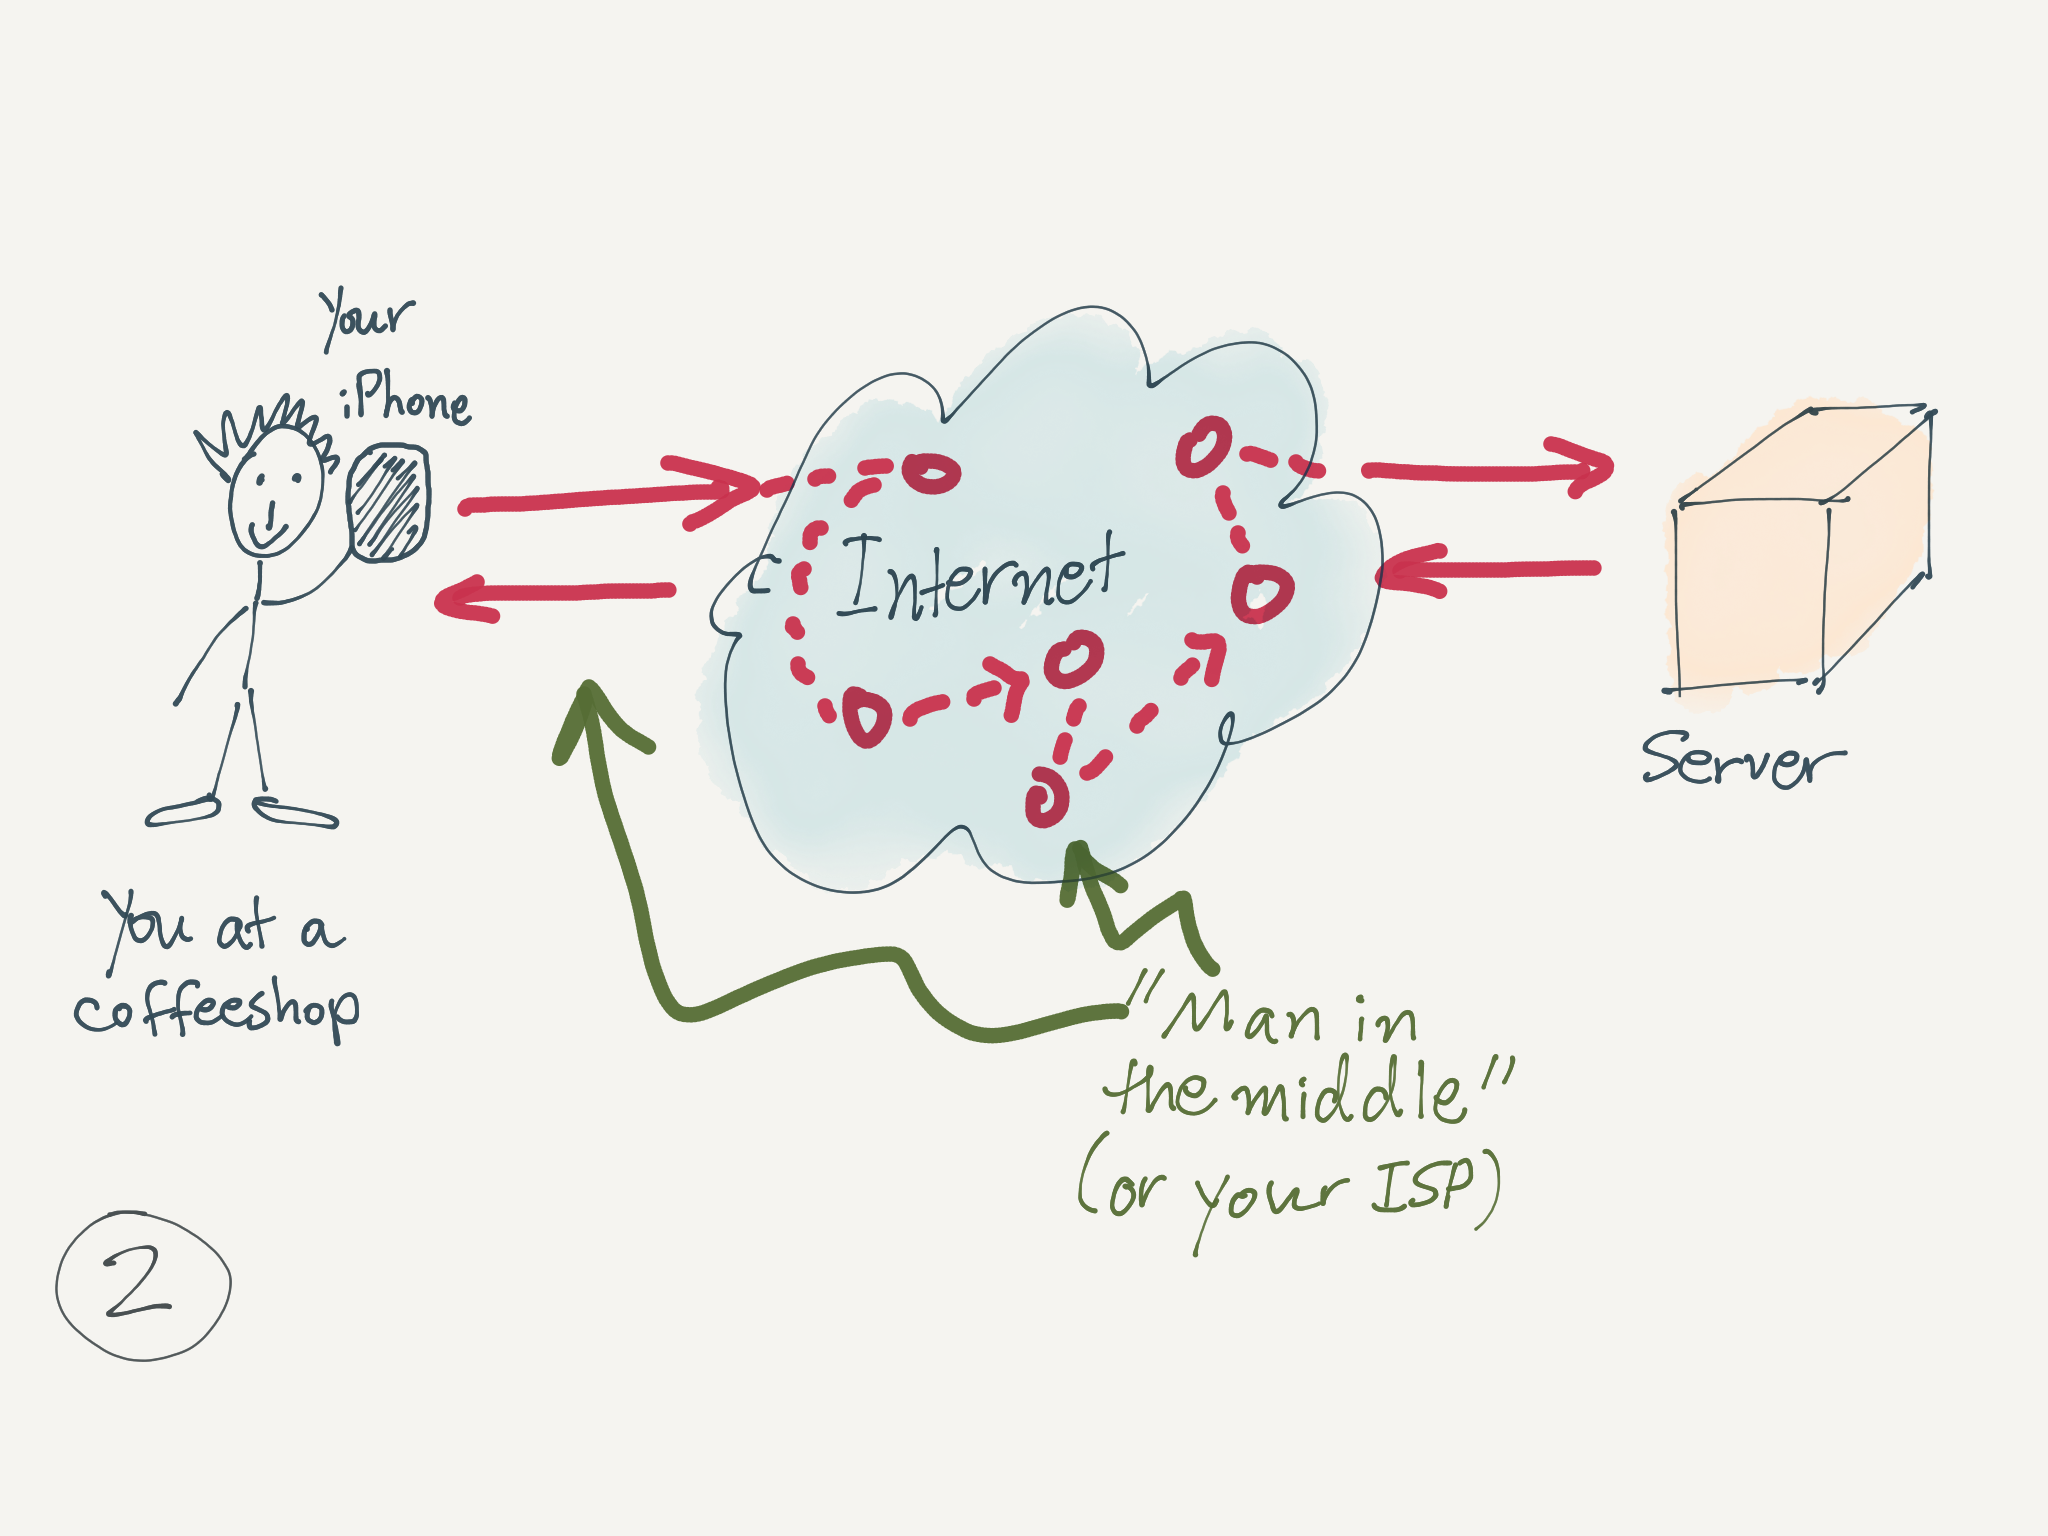 Your
iPhone
Internet
Server
You at a
coffeeshop
"Man in
the middle"
(or your ISP)
2